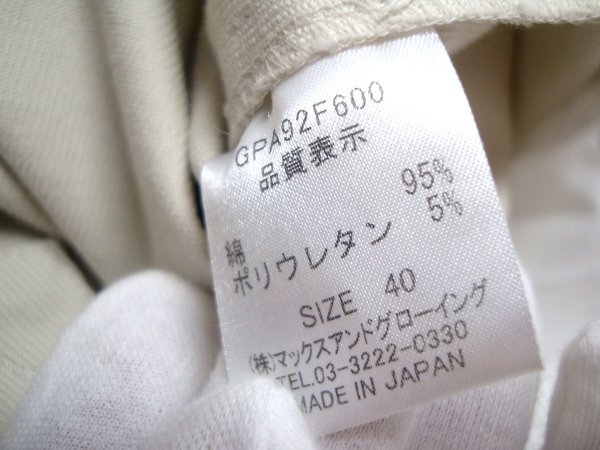 GPA92F600
品質表示
綿 95%
ポリウレタン 5%
SIZE 40
(株)マックスアンドグローイング
TEL.03-3222-0330
MADE IN JAPAN